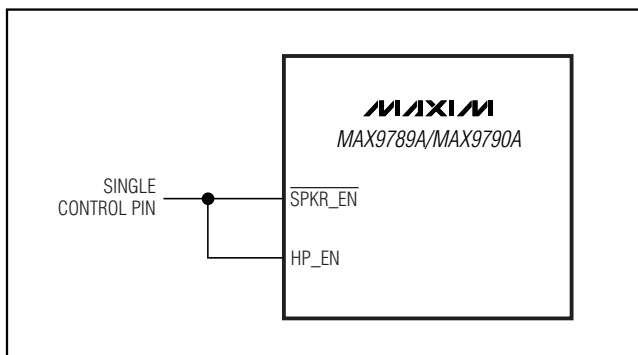 MAXIM
MAX9789A/MAX9790A
SINGLE
CONTROL PIN
SPKR_EN
HP_EN